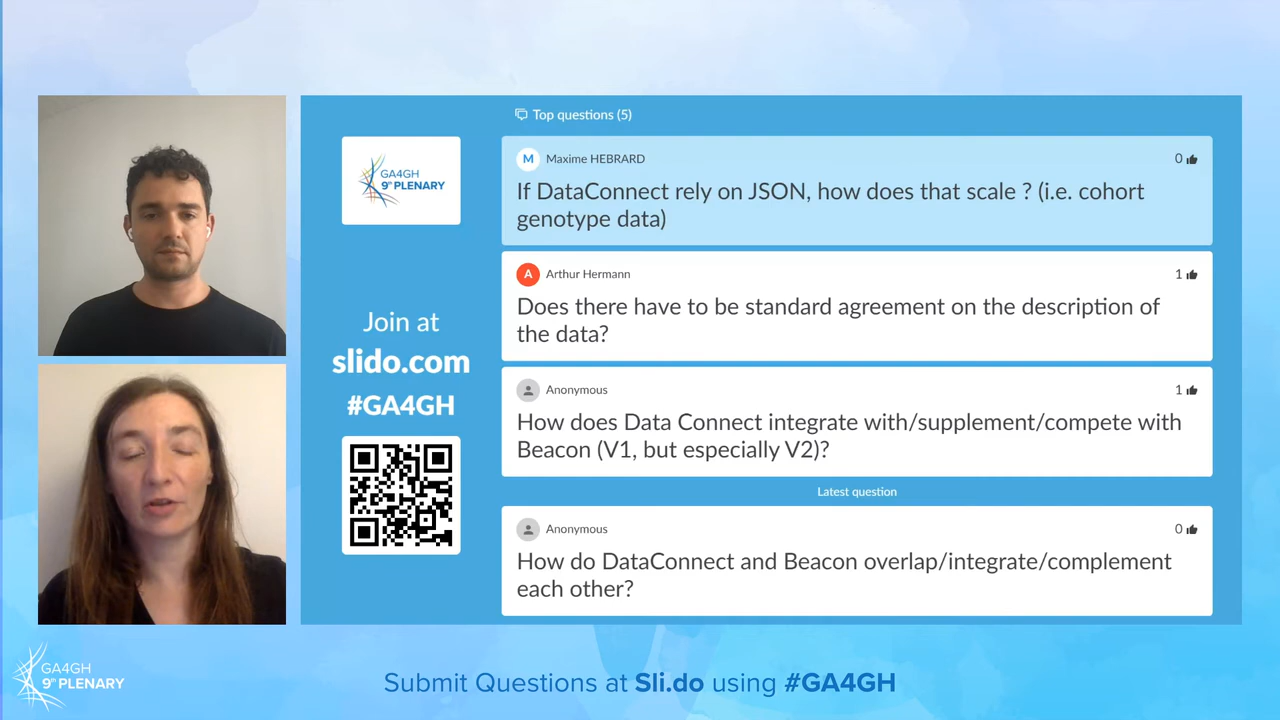 Top questions (5)
GA4GH
9th PLENARY
M
Maxime HEBRARD
0
If DataConnect rely on JSON, how does that scale ? (i.e. cohort
genotype data)
A
Arthur Hermann
1
Does there have to be standard agreement on the description of
the data?
Join at
slido.com
#GA4GH
Anonymous
1
How does Data Connect integrate with/supplement/compete with
Beacon (V1, but especially V2)?
Latest question
Anonymous
0
How do DataConnect and Beacon overlap/integrate/complement
each other?
GA4GH
9th PLENARY
Submit Questions at Sli.do using #GA4GH